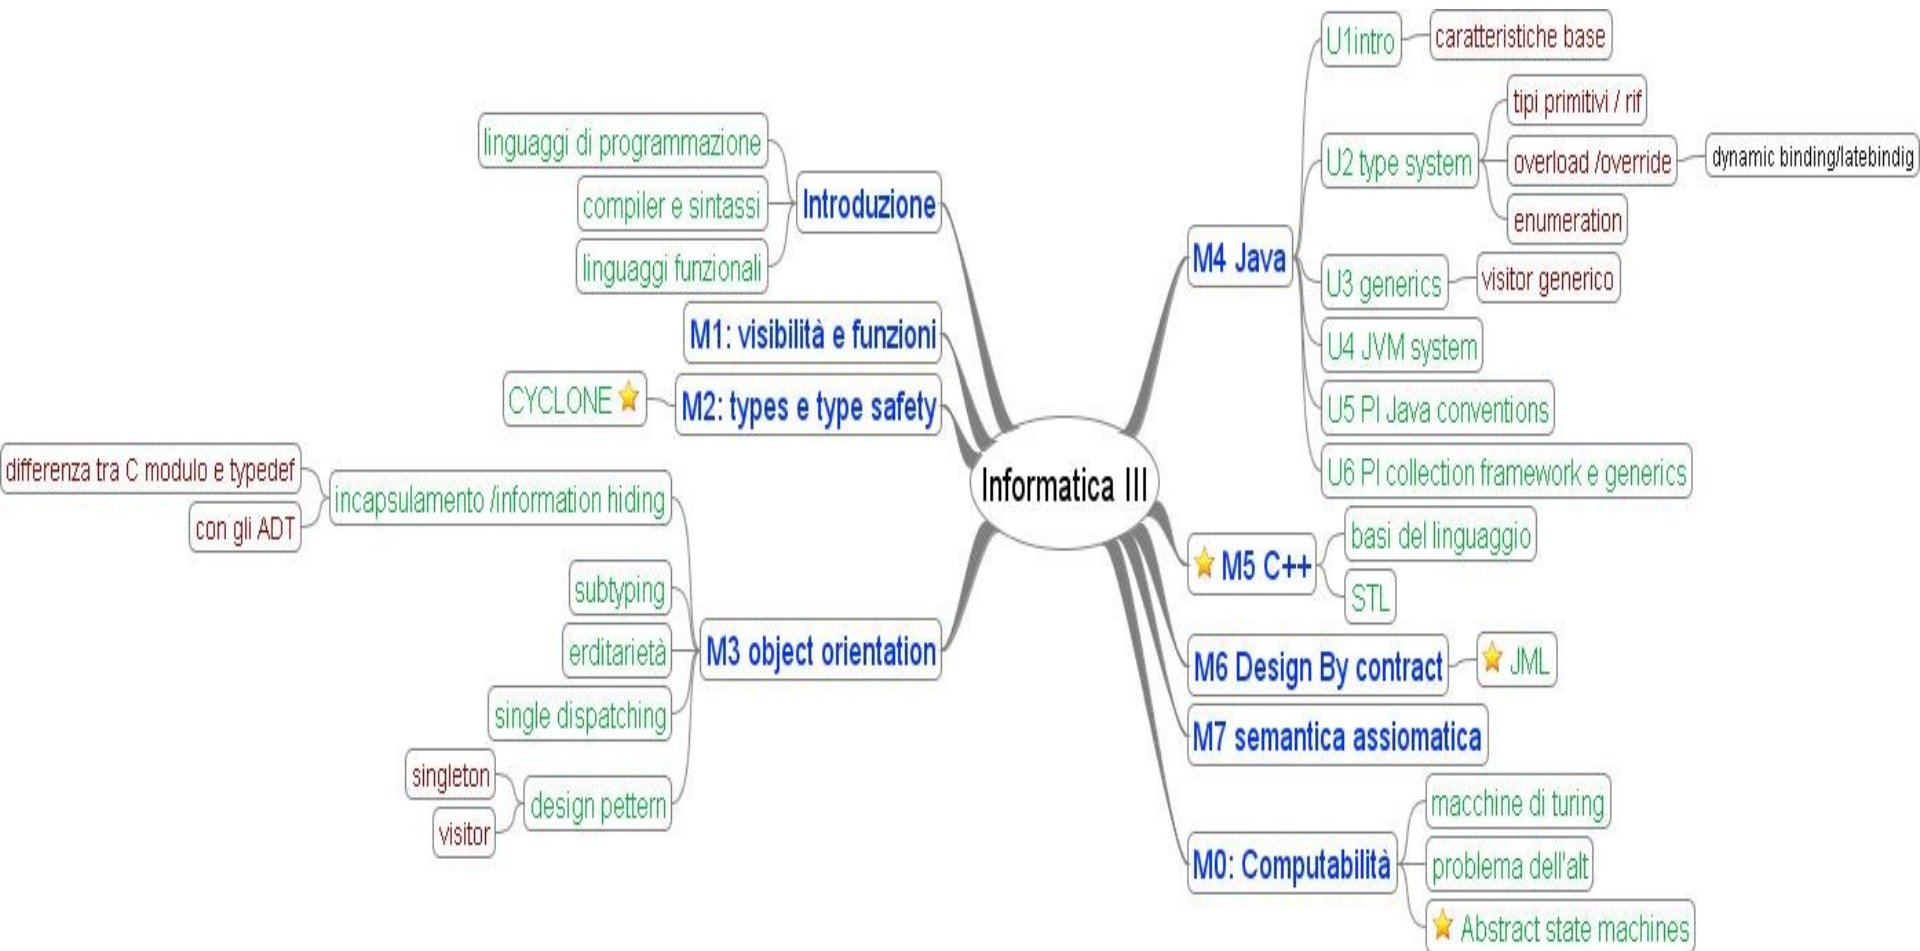 Informatica III
Introduzione
linguaggi di programmazione
compiler e sintassi
linguaggi funzionali
M1: visibilità e funzioni
M2: types e type safety
CYCLONE
M3 object orientation
incapsulamento /information hiding
differenza tra C modulo e typedef
con gli ADT
subtyping
erditarietà
single dispatching
design pettern
singleton
visitor
M4 Java
U1intro
caratteristiche base
U2 type system
tipi primitivi / rif
overload /override
dynamic binding/latebindig
enumeration
U3 generics
visitor generico
U4 JVM system
U5 PI Java conventions
U6 PI collection framework e generics
M5 C++
basi del linguaggio
STL
M6 Design By contract
JML
M7 semantica assiomatica
M0: Computabilità
macchine di turing
problema dell'alt
Abstract state machines